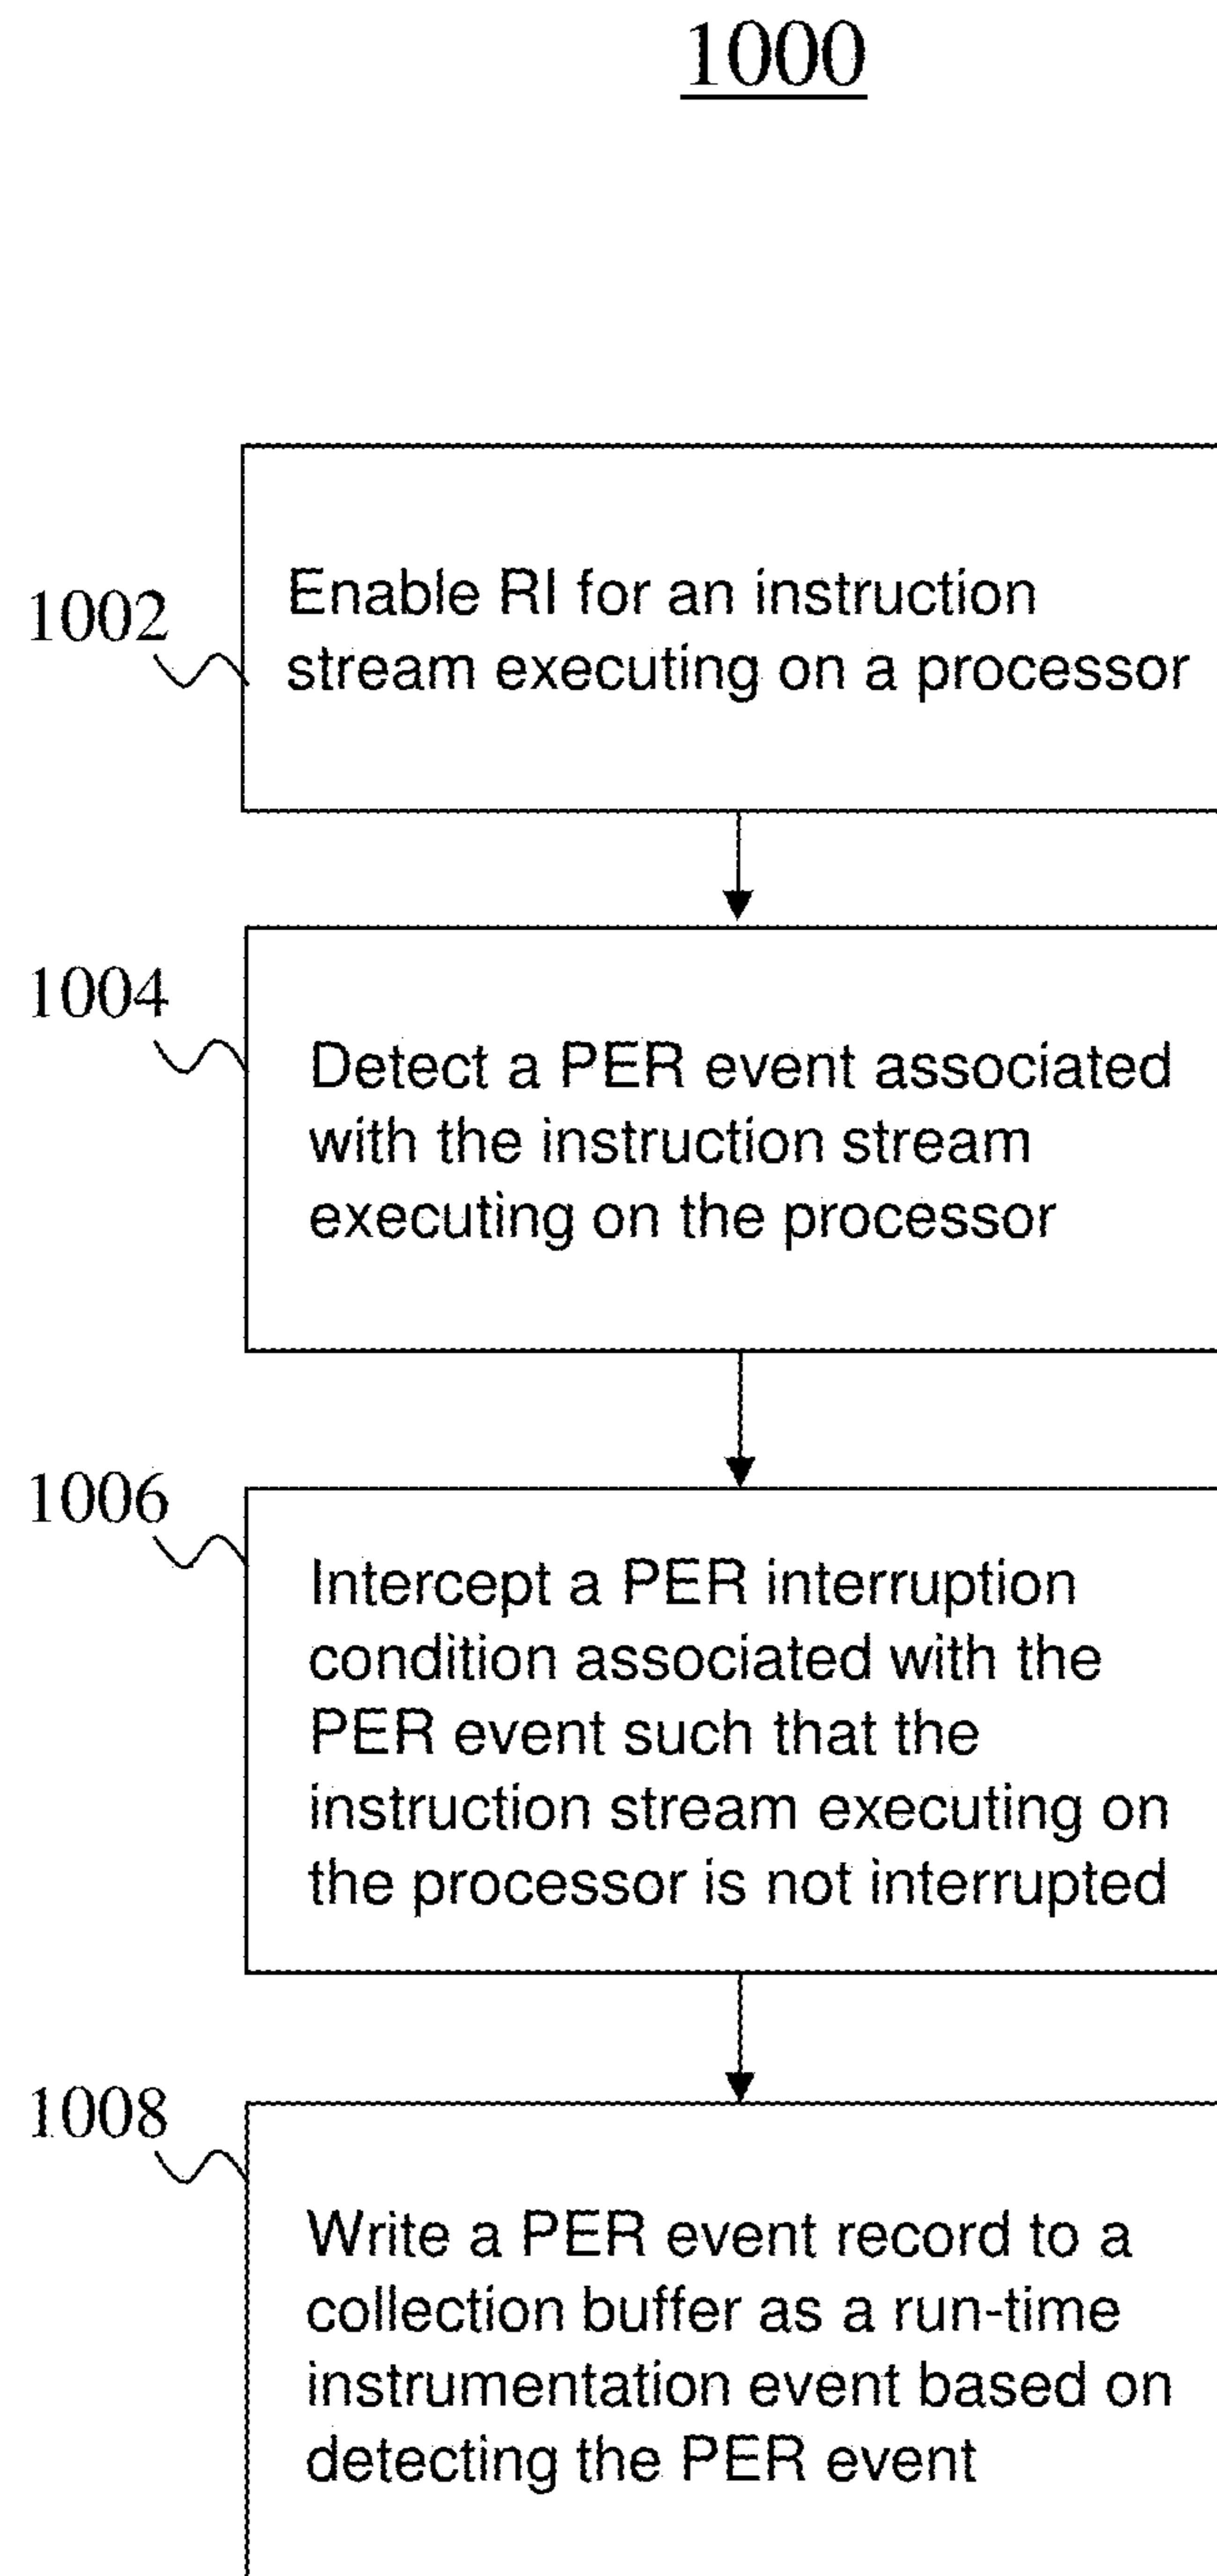 1000
1002
Enable RI for an instruction
stream executing on a processor
1004
Detect a PER event associated
with the instruction stream
executing on the processor
1006
Intercept a PER interruption
condition associated with the
PER event such that the
instruction stream executing on
the processor is not interrupted
1008
Write a PER event record to a
collection buffer as a run-time
instrumentation event based on
detecting the PER event